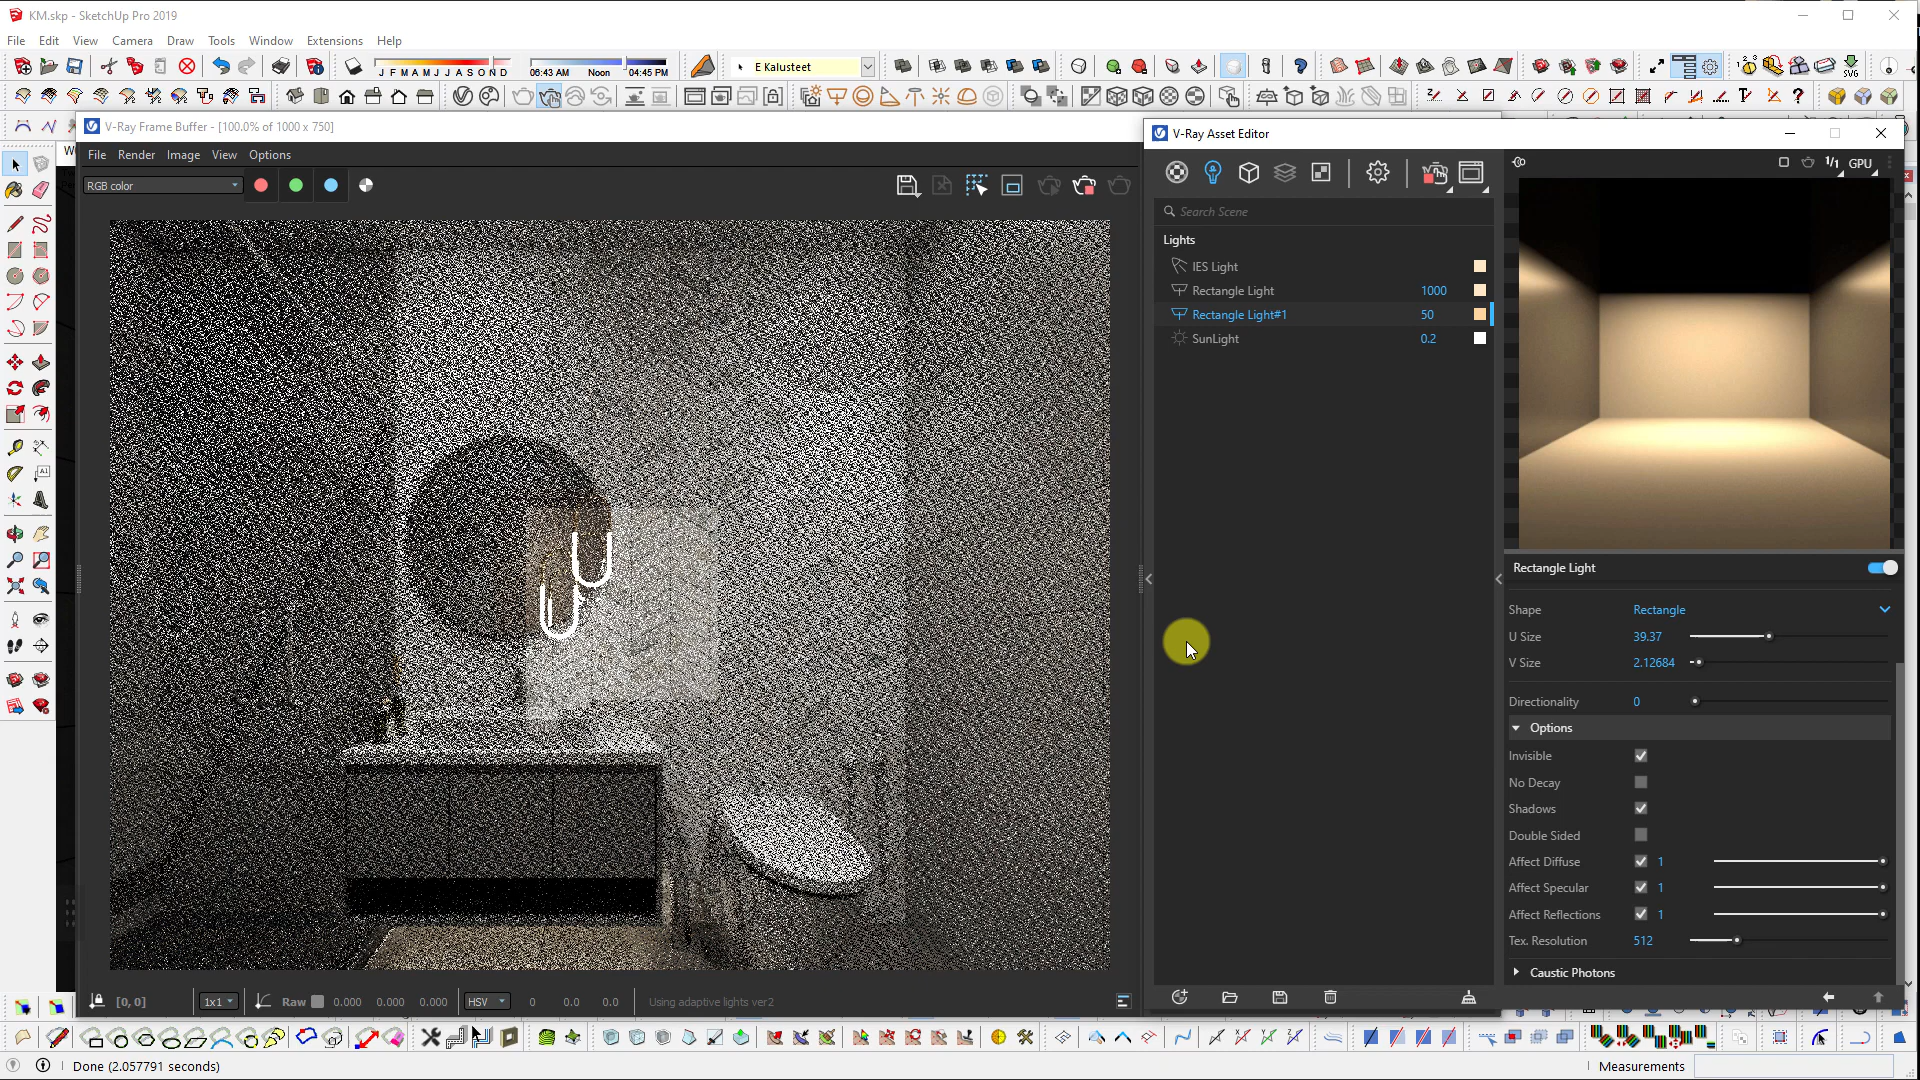 KM.skp - SketchUp Pro 2019
File Edit View Camera Draw Tools Window Extensions Help
J F M A M J J A S O N D
06:43 AM Noon 04:45 PM
E Kalusteet
SVG
V-Ray Frame Buffer - [100.0% of 1000 x 750]
File Render Image View Options
RGB color
V-Ray Asset Editor
1/1 GPU
Search Scene
Lights
IES Light
Rectangle Light 1000
Rectangle Light#1 50
SunLight 0.2
Rectangle Light
Shape Rectangle
U Size 39.37
V Size 2.12684
Directionality 0
Options
Invisible
No Decay
Shadows
Double Sided
Affect Diffuse 1
Affect Specular 1
Affect Reflections 1
Tex. Resolution 512
Caustic Photons
[0, 0] 1x1 Raw 0.000 0.000 0.000 HSV 0 0.0 0.0 Using adaptive lights ver2
Done (2.057791 seconds)
Measurements